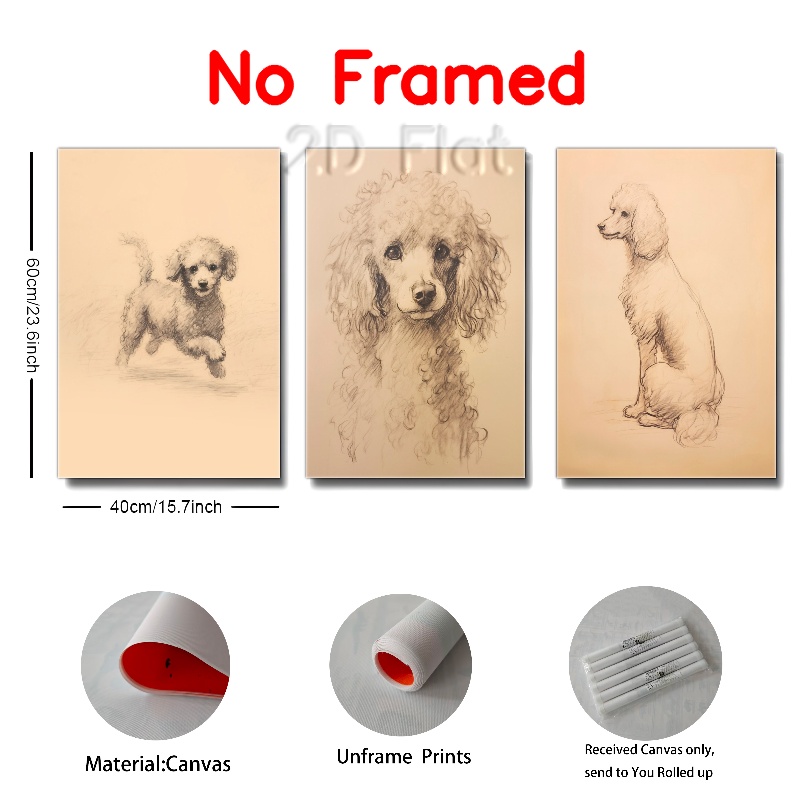 No Framed
2D Flat
60cm/23.6inch
40cm/15.7inch
Material:Canvas
Unframe Prints
Received Canvas only,
send to You Rolled up